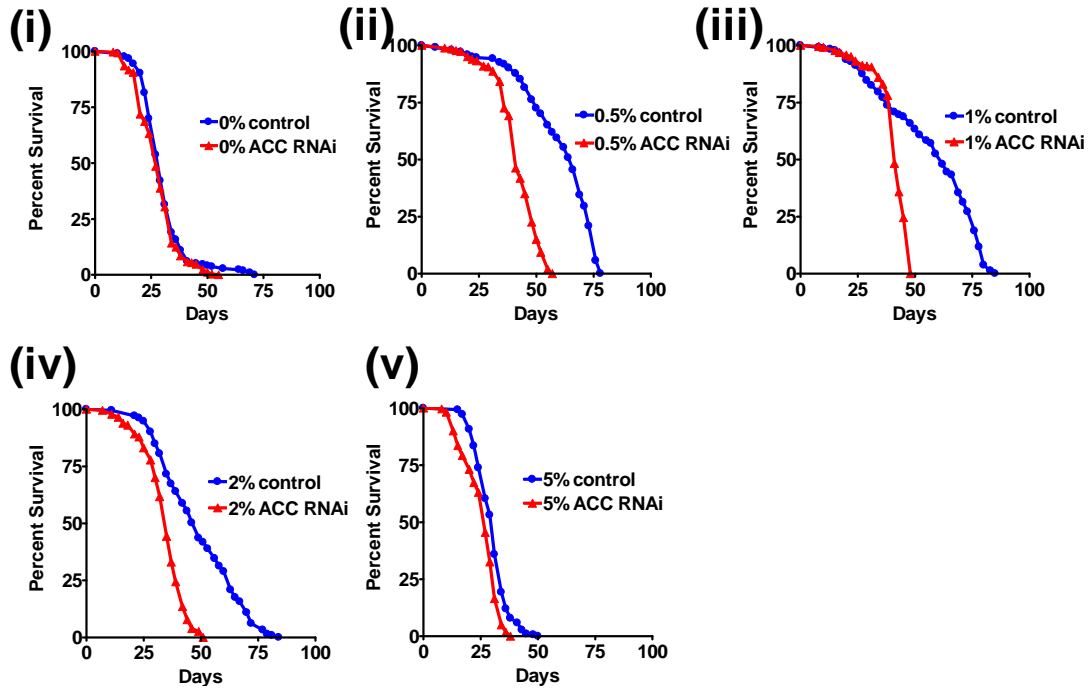 (i)
100
75
50
25
0
Percent Survival
0% control
0% ACC RNAi
0 25 50 75 100
Days
(ii)
100
75
50
25
0
Percent Survival
0.5% control
0.5% ACC RNAi
0 25 50 75 100
Days
(iii)
100
75
50
25
0
Percent Survival
1% control
1% ACC RNAi
0 25 50 75 100
Days
(iv)
100
75
50
25
0
Percent Survival
2% control
2% ACC RNAi
0 25 50 75 100
Days
(v)
100
75
50
25
0
Percent Survival
5% control
5% ACC RNAi
0 25 50 75 100
Days